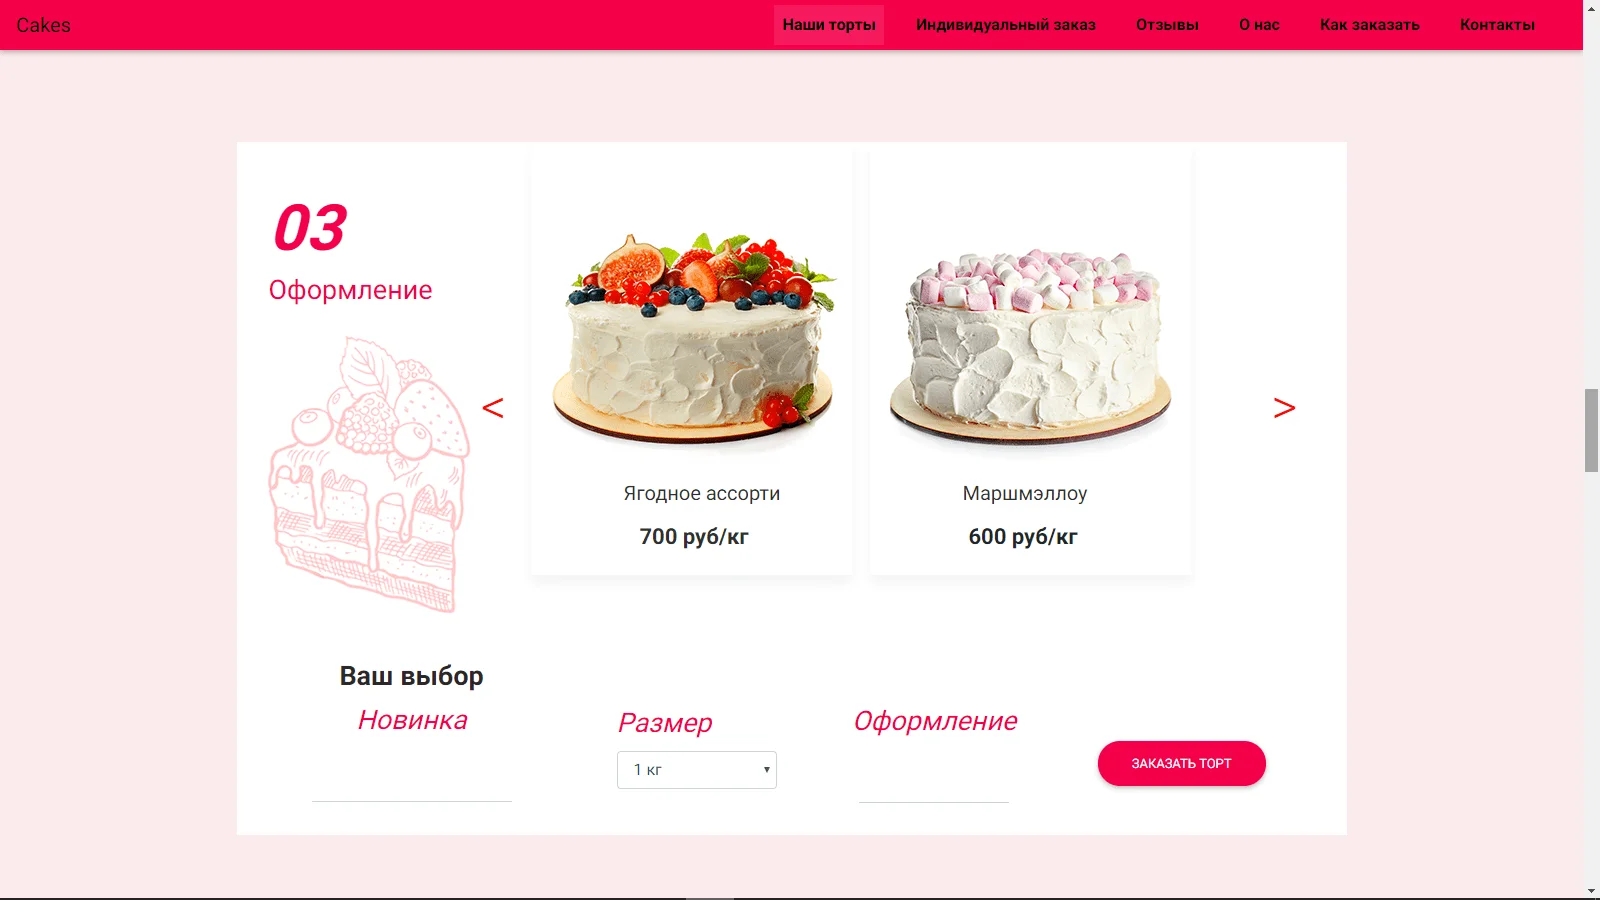 Cakes
Наши торты
Индивидуальный заказ
Отзывы
О нас
Как заказать
Контакты
03
Оформление
<
>
Ягодное ассорти
700 руб/кг
Маршмэллоу
600 руб/кг
Ваш выбор
Новинка
Размер
1 кг
Оформление
ЗАКАЗАТЬ ТОРТ